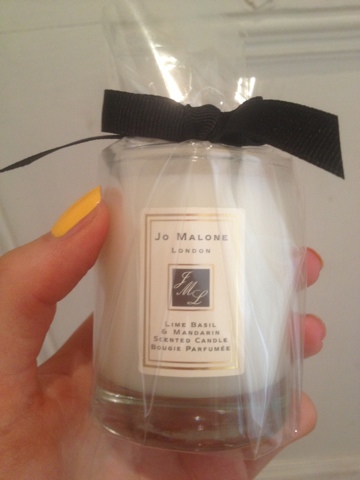 Jo Malone
London
JML
Lime Basil
& Mandarin
Scented Candle
Bougie Parfumée